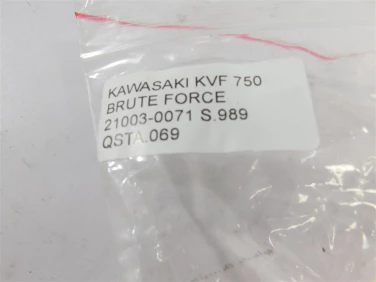 KAWASAKI KVF 750
BRUTE FORCE
21003-0071 S.989
QSTA.069